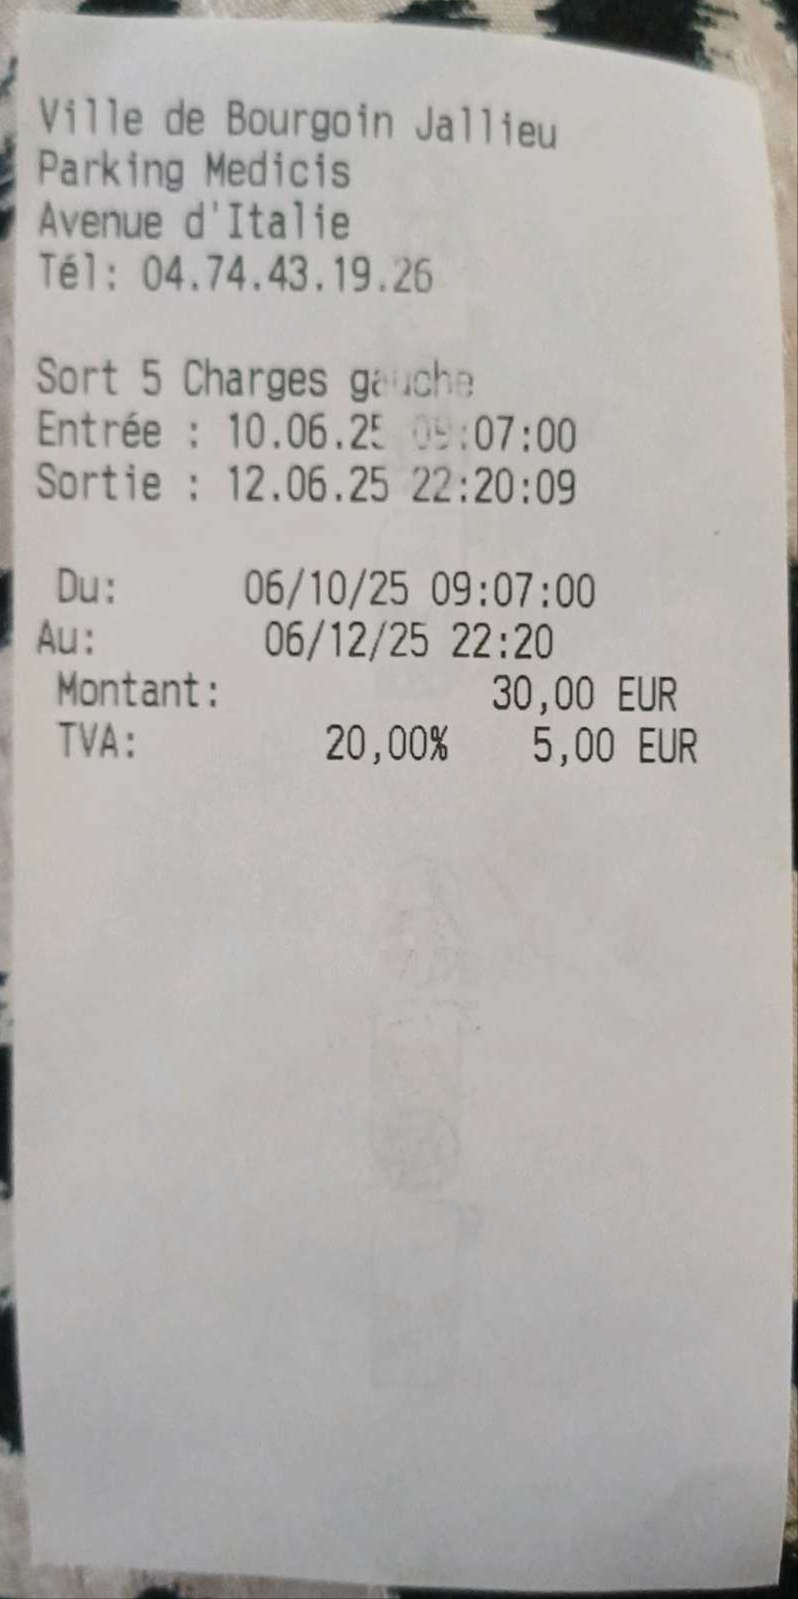 Ville de Bourgoin Jallieu
Parking Medicis
Avenue d'Italie
Tél: 04.74.43.19.26
Sort 5 Charges gauche
Entrée : 10.06.25 09:07:00
Sortie : 12.06.25 22:20:09
Du: 06/10/25 09:07:00
Au: 06/12/25 22:20
Montant: 30,00 EUR
TVA: 20,00% 5,00 EUR